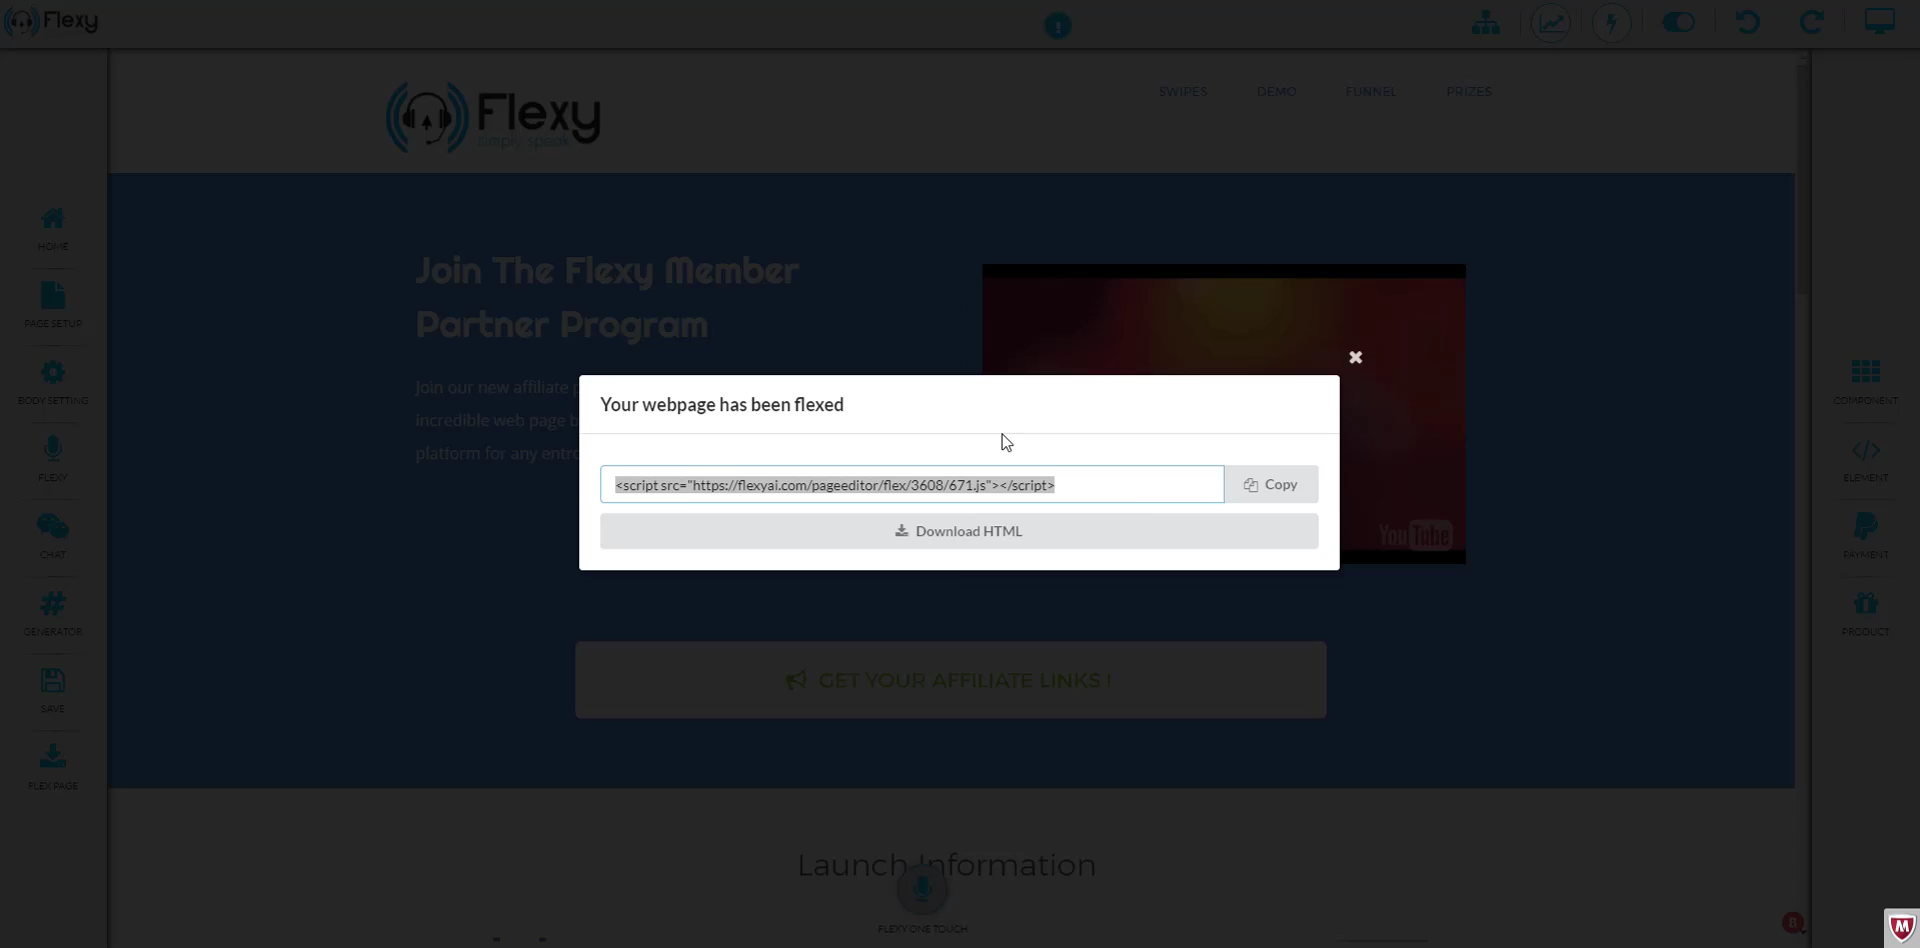 Flexy
SWIPES DEMO FUNNEL PRIZES
Flexy
simply speak
HOME
PAGE SETUP
BODY SETTING
FLEXY
CHAT
GENERATOR
SAVE
FLEX PAGE
Join The Flexy Member
Partner Program
Join our new affiliate
incredible web page
platform for any
Your webpage has been flexed
<script src="https://flexyai.com/pageeditor/flex/3608/671.js"></script>
Copy
Download HTML
YouTube
GET YOUR AFFILIATE LINKS !
Launch Information
FLEXY ONE TOUCH
COMPONENT
ELEMENT
PAYMENT
PRODUCT
8